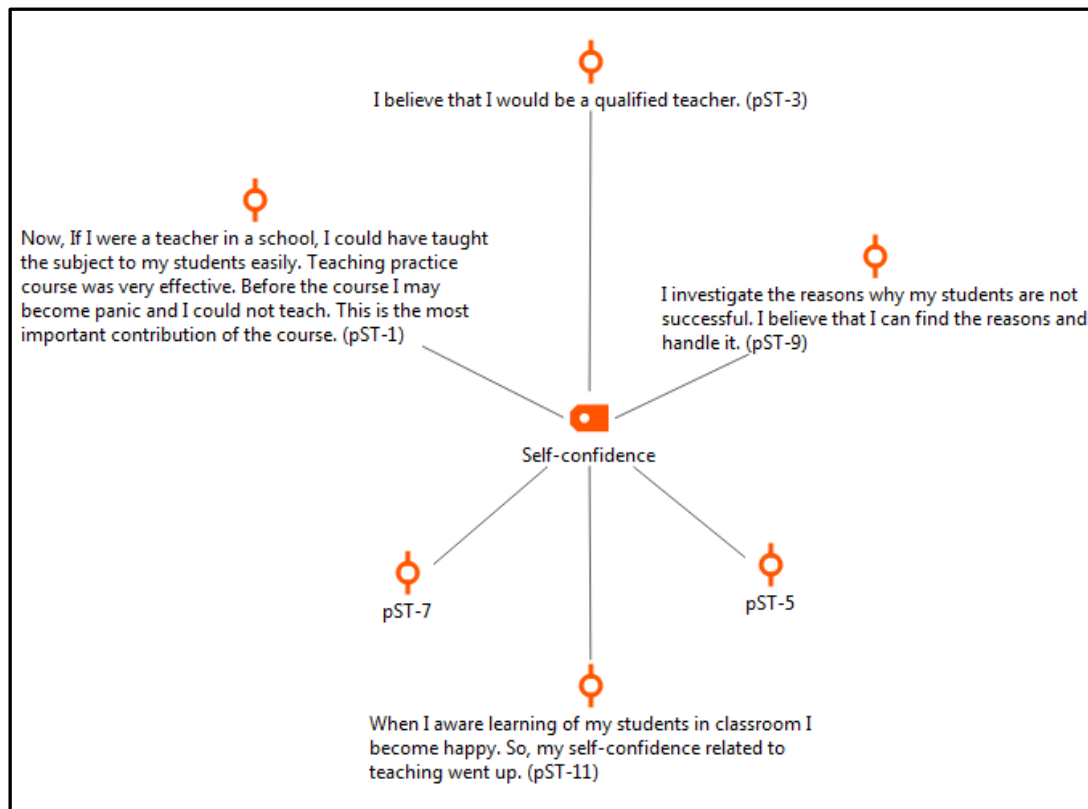 I believe that I would be a qualified teacher. (pST-3)
Now, If I were a teacher in a school, I could have taught
the subject to my students easily. Teaching practice
course was very effective. Before the course I may
become panic and I could not teach. This is the most
important contribution of the course. (pST-1)
I investigate the reasons why my students are not
successful. I believe that I can find the reasons and
handle it. (pST-9)
Self-confidence
pST-7
pST-5
When I aware learning of my students in classroom I
become happy. So, my self-confidence related to
teaching went up. (pST-11)